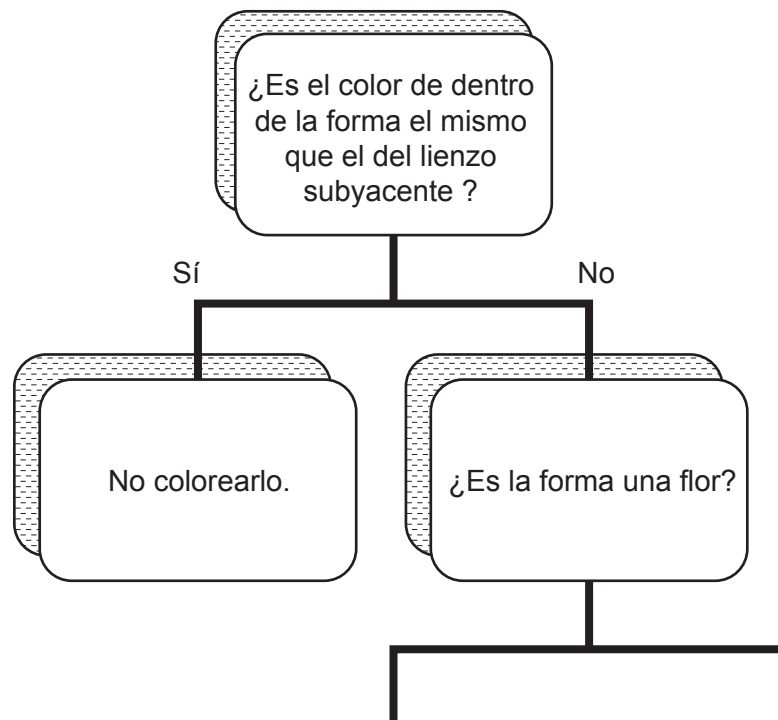 ¿Es el color de dentro
de la forma el mismo
que el del lienzo
subyacente ?
Sí
No
No colorearlo.
¿Es la forma una flor?